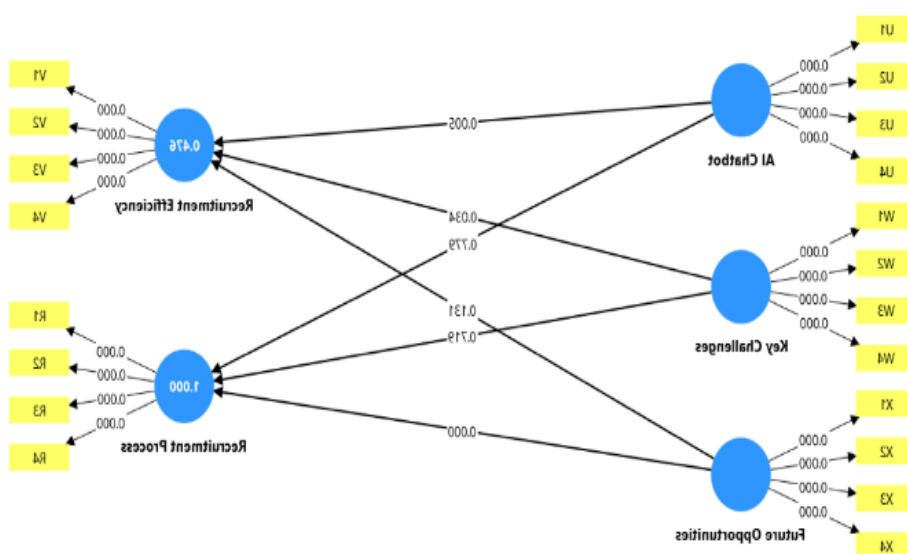 U1
U2
U3
U4
0.000
0.000
0.000
0.000
AI Chatbot
W1
W2
W3
W4
0.000
0.000
0.000
0.000
Key Challenges
X1
X2
X3
X4
0.000
0.000
0.000
0.000
Future Opportunities
0.005
0.034
0.779
0.131
0.719
0.000
0.476
Recruitment Efficiency
0.000
0.000
0.000
0.000
V1
V2
V3
V4
1.000
Recruitment Process
0.000
0.000
0.000
0.000
R1
R2
R3
R4